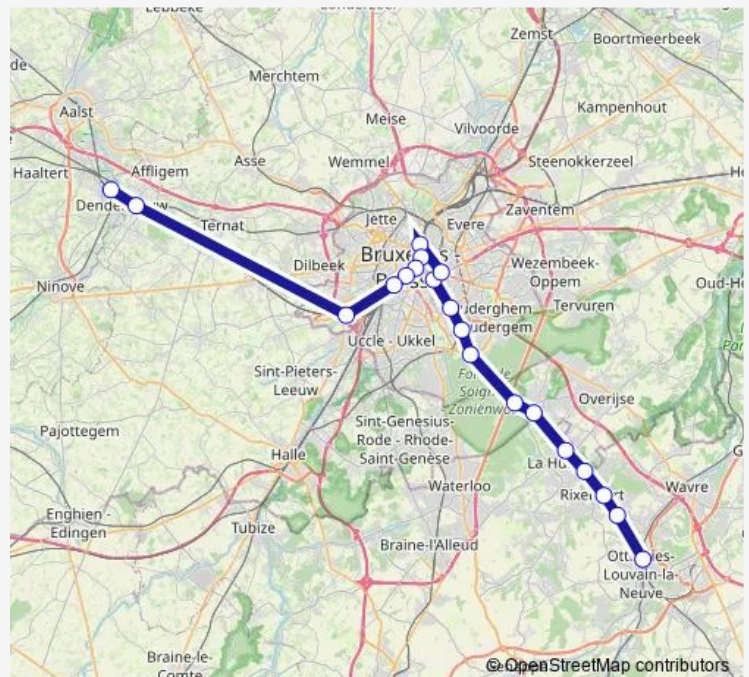 Zemst
Boortmeerbeek
Merchtem
Aalst
Kampenhout
Meise
Vilvoorde
Asse
Wemmel
Steenokkerzeel
Haaltert
Affligem
Zaventem
Jette
Evere
Ternat
Dilbeek
Wezembeek-
Oppem
Ninove
Tervuren
Uccle - Ukkel
Sint-Pieters-
Leeuw
Overijse
Pajottegem
Sint-Genesius-
Rode - Rhode-
Saint-Genèse
Halle
Waterloo
Wavre
Enghien -
Edingen
Tubize
Braine-l'Alleud
Louvain-la-
Neuve
Braine-le-
Comte
© OpenStreetMap contributors